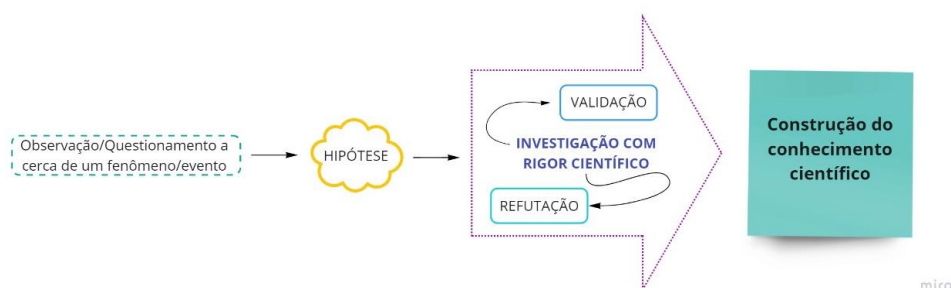 Observação/Questionamento a
cerca de um fenômeno/evento
HIPÓTESE
VALIDAÇÃO
INVESTIGAÇÃO COM
RIGOR CIENTÍFICO
REFUTAÇÃO
Construção do
conhecimento
científico
miro